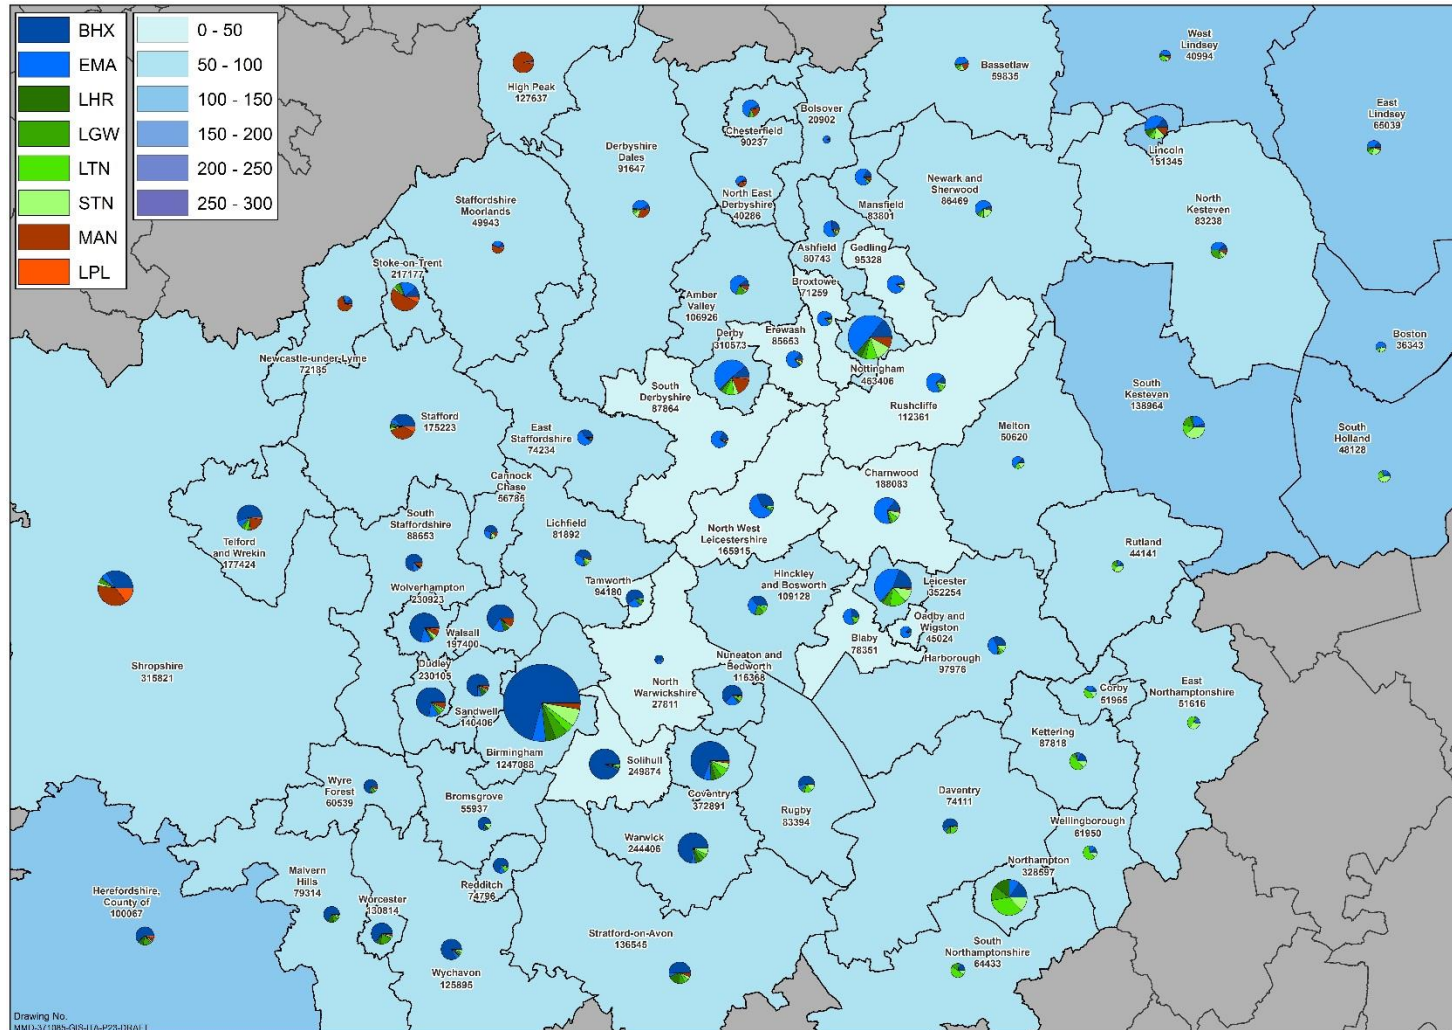 BHX
EMA
LHR
LGW
LTN
STN
MAN
LPL
0 - 50
50 - 100
100 - 150
150 - 200
200 - 250
250 - 300
High Peak
127637
Chesterfield
90237
Bolsover
20902
Bassetlaw
59835
West
Lindsey
40994
East
Lindsey
65039
Lincoln
151345
Derbyshire
Dales
91647
North East
Derbyshire
40286
Mansfield
83801
Newark and
Sherwood
86469
North
Kesteven
83238
Staffordshire
Moorlands
49943
Stoke-on-Trent
217177
Ashfield
80743
Gedling
95328
Broxtowe
71259
Amber
Valley
106926
Derby
310573
Erewash
85653
Nottingham
463406
Boston
36343
Newcastle-under-Lyme
72185
South
Derbyshire
87864
Rushcliffe
112361
South
Kesteven
138964
South
Holland
48128
Stafford
175223
East
Staffordshire
74234
Melton
50620
Cannock
Chase
56785
Charnwood
188083
South
Staffordshire
88653
Lichfield
81892
North West
Leicestershire
165915
Telford
and Wrekin
177424
Rutland
44141
Wolverhampton
230923
Tamworth
94180
Hinckley
and Bosworth
109128
Leicester
352254
Oadby and
Wigston
45024
Blaby
78351
Walsall
197400
Harborough
97976
Shropshire
315821
Dudley
230105
Nuneaton and
Bedworth
116368
North
Warwickshire
27811
Sandwell
140406
Corby
51965
East
Northamptonshire
51616
Birmingham
1247088
Kettering
87818
Solihull
249874
Coventry
372891
Wyre
Forest
60539
Bromsgrove
55937
Rugby
83394
Daventry
74111
Wellingborough
61950
Warwick
244406
Northampton
328597
Malvern
Hills
79314
Redditch
74796
Herefordshire,
County of
100067
Worcester
130814
Stratford-on-Avon
136545
Wychavon
125895
South
Northamptonshire
64433
Drawing No.
MMD-371085-GIS-ITA-P23-DRAFT